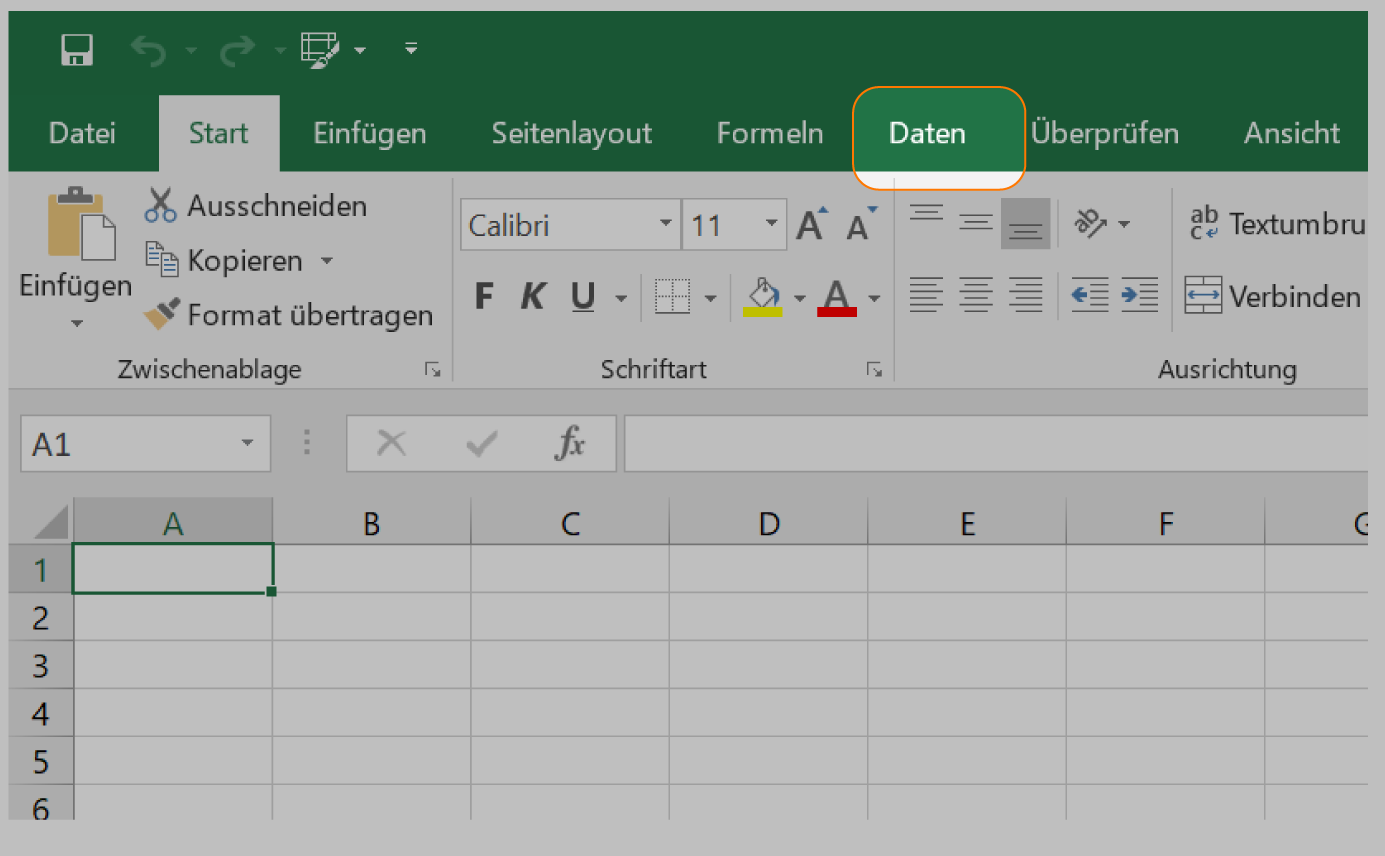 Datei Start Einfügen Seitenlayout Formeln Daten Überprüfen Ansicht
Ausschneiden
Kopieren
Format übertragen
Einfügen
Zwischenablage
Calibri 11 A A
F K U A
Schriftart
ab Textumbru
c
Verbinden
Ausrichtung
A1 fx
A B C D E F G
1
2
3
4
5
6